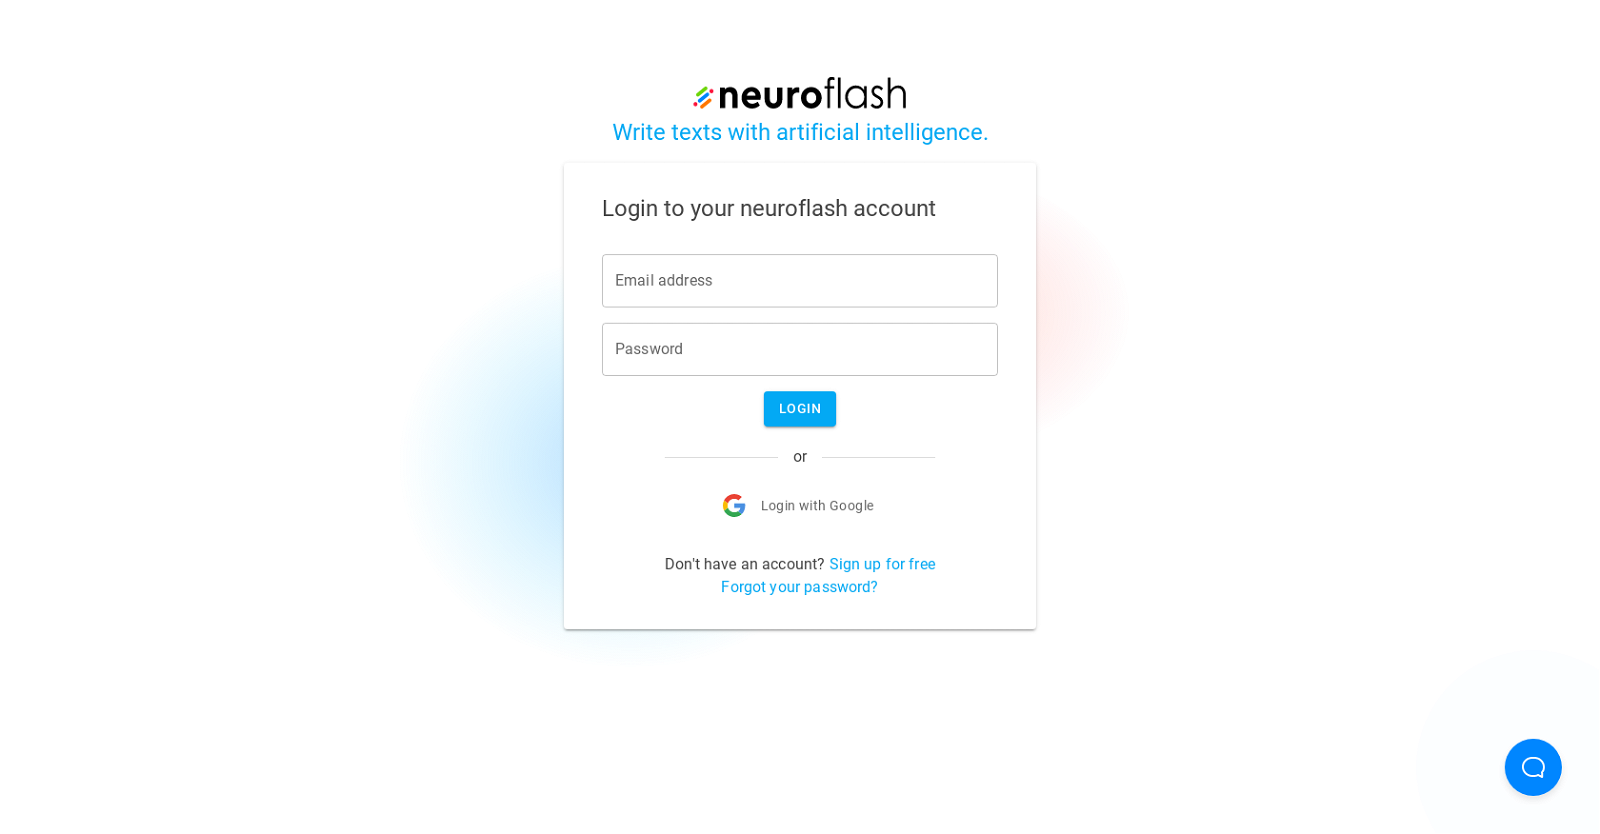 neuroflash
Write texts with artificial intelligence.
Login to your neuroflash account
Email address
Password
LOGIN
or
Login with Google
Don't have an account? Sign up for free
Forgot your password?